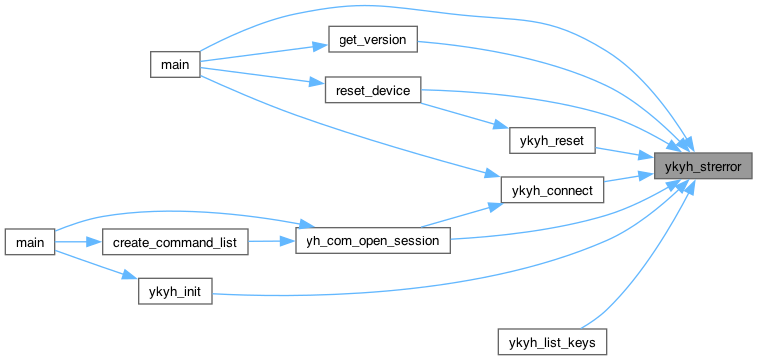 get_version
main
reset_device
ykyh_reset
ykyh_strerror
ykyh_connect
main
create_command_list
yh_com_open_session
ykyh_init
ykyh_list_keys